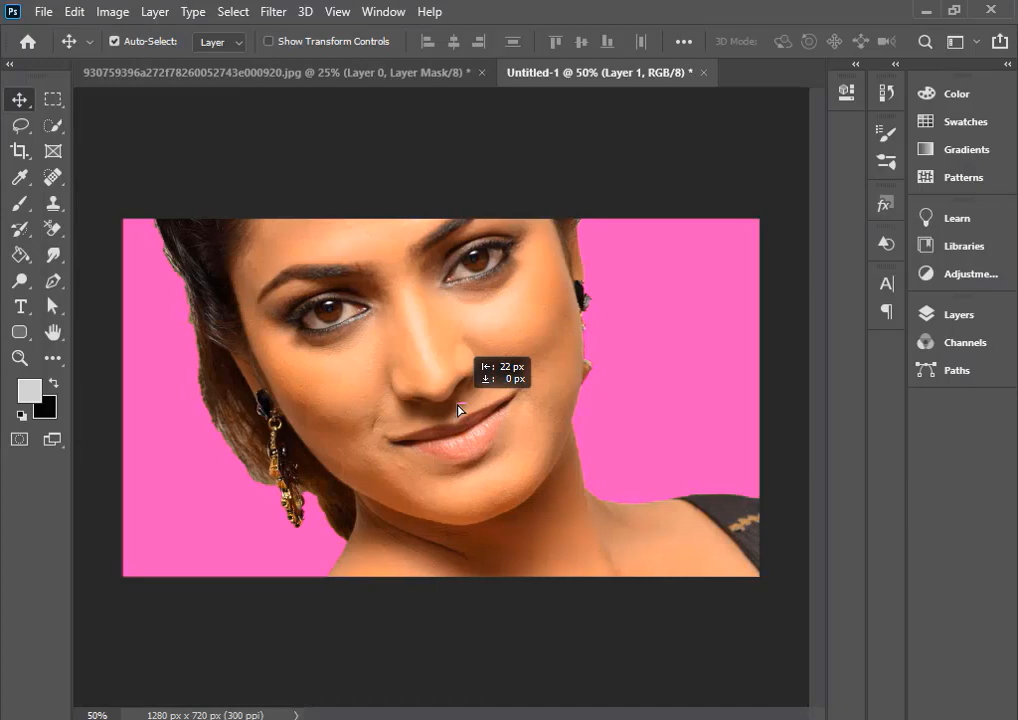 Ps File Edit Image Layer Type Select Filter 3D View Window Help
Auto-Select: Layer Show Transform Controls 3D Mode:
930759396a272f78260052743e000920.jpg @ 25% (Layer 0, Layer Mask/8) * × Untitled-1 @ 50% (Layer 1, RGB/8) * ×
Color
Swatches
Gradients
Patterns
Learn
Libraries
Adjustme...
Layers
Channels
Paths
22 px
0 px
50% 1280 px x 720 px (300 ppi)